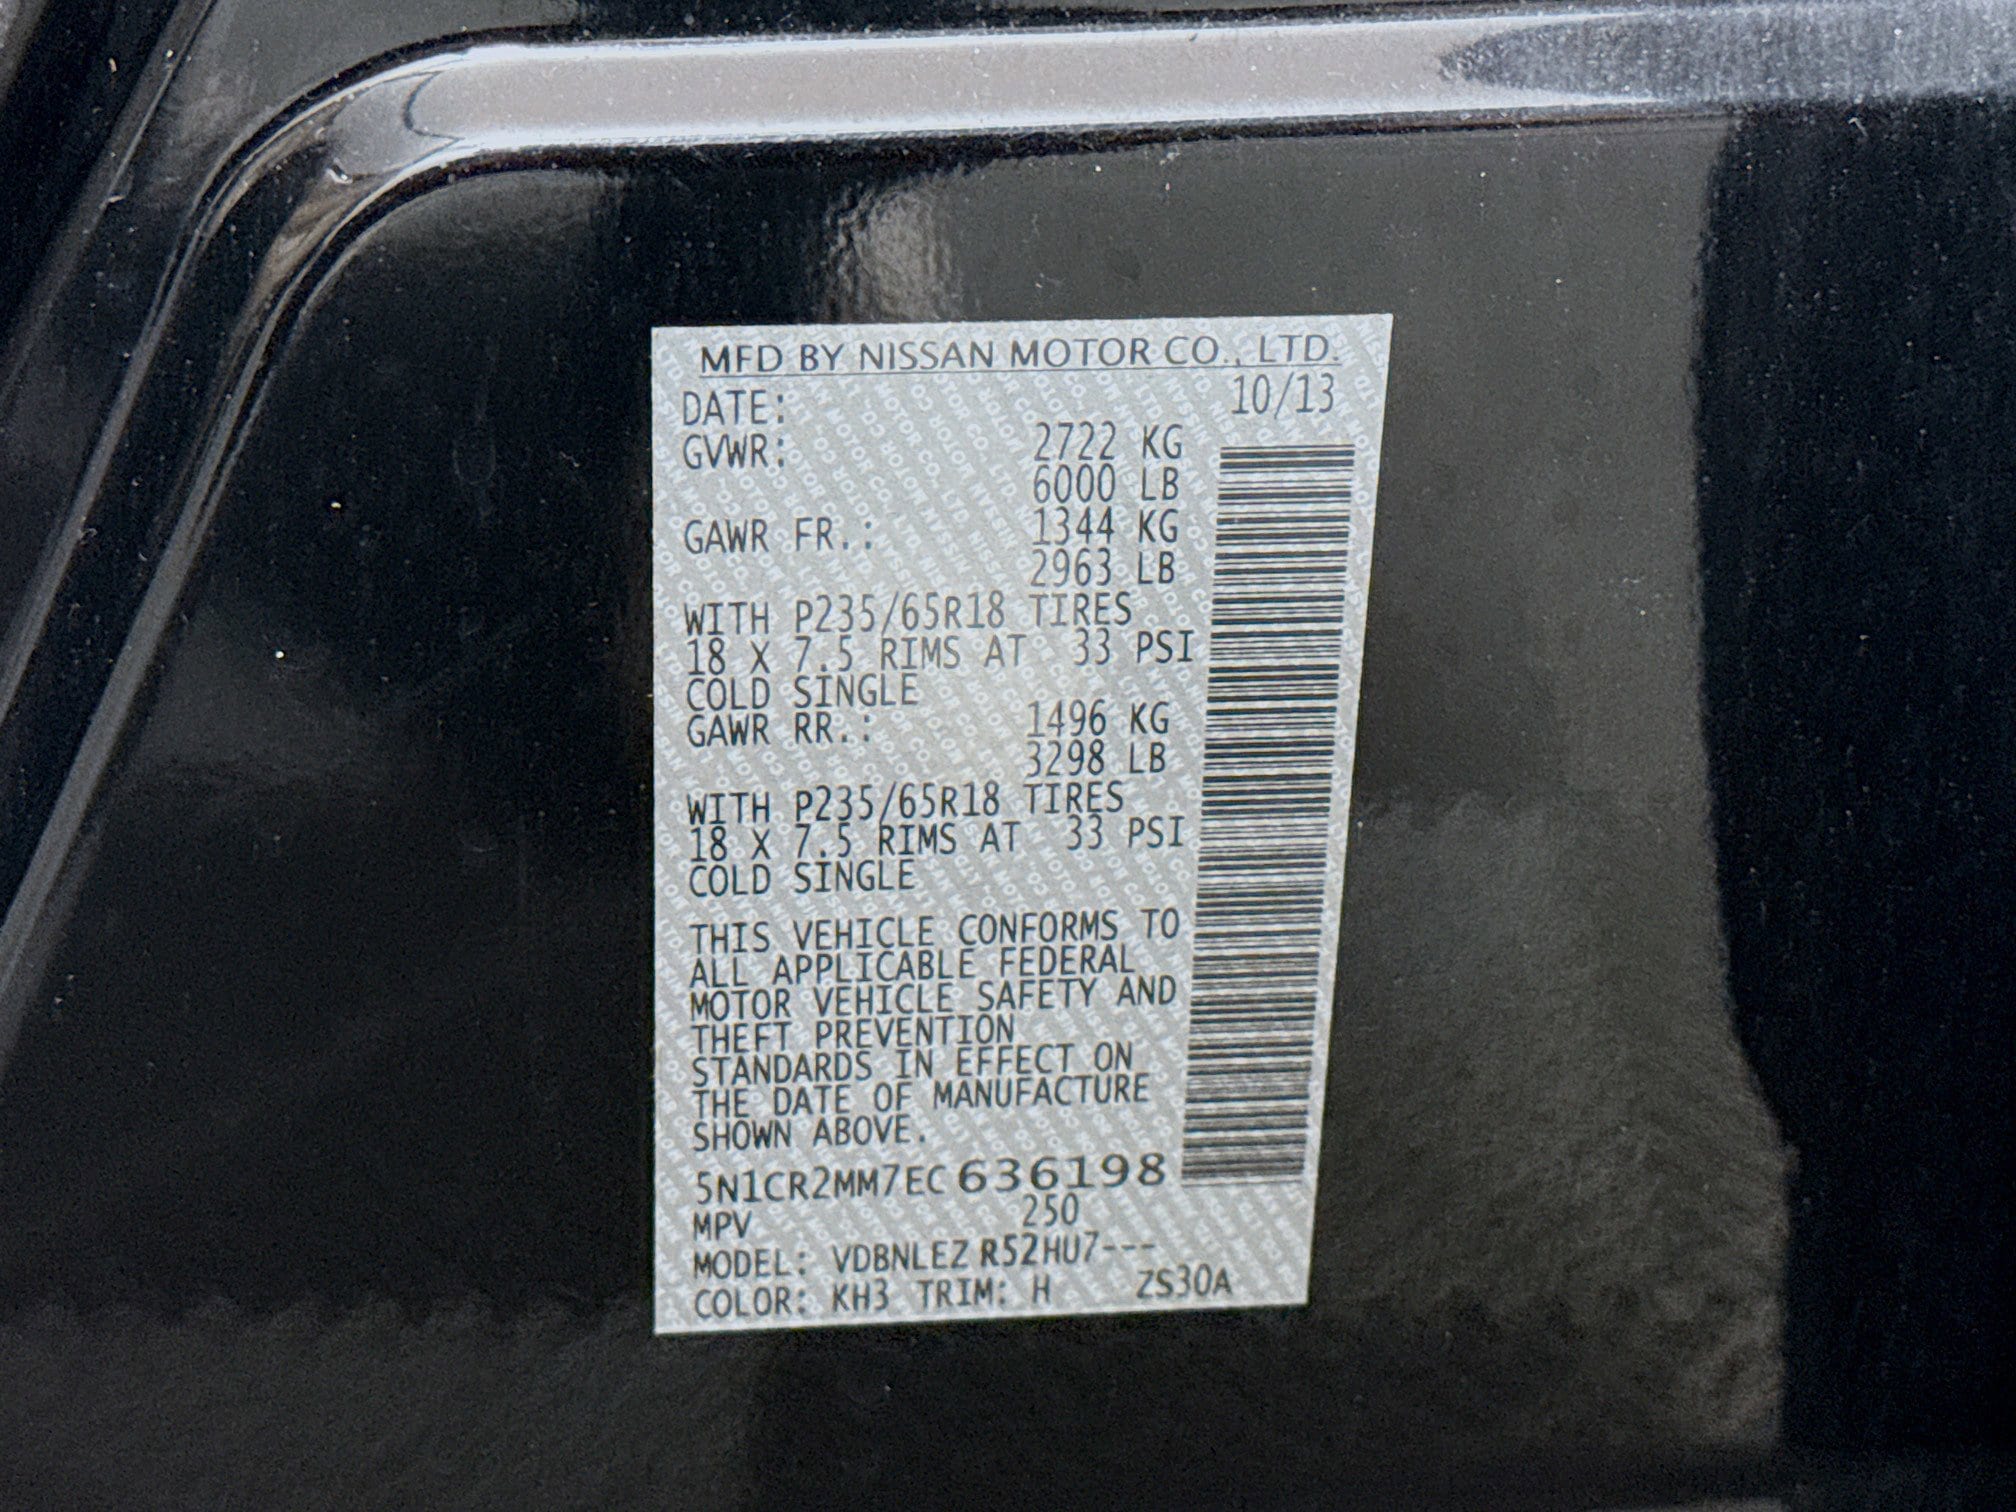 MFD BY NISSAN MOTOR CO., LTD.
DATE: 10/13
GVWR: 2722 KG
6000 LB
GAWR FR.: 1344 KG
2963 LB
WITH P235/65R18 TIRES
18 X 7.5 RIMS AT 33 PSI
COLD SINGLE
GAWR RR.: 1496 KG
3298 LB
WITH P235/65R18 TIRES
18 X 7.5 RIMS AT 33 PSI
COLD SINGLE
THIS VEHICLE CONFORMS TO
ALL APPLICABLE FEDERAL
MOTOR VEHICLE SAFETY AND
THEFT PREVENTION
STANDARDS IN EFFECT ON
THE DATE OF MANUFACTURE
SHOWN ABOVE.
5N1CR2MM7EC636198
MPV 250
MODEL: VDBNLEZ R52HU7---
COLOR: KH3 TRIM: H ZS30A